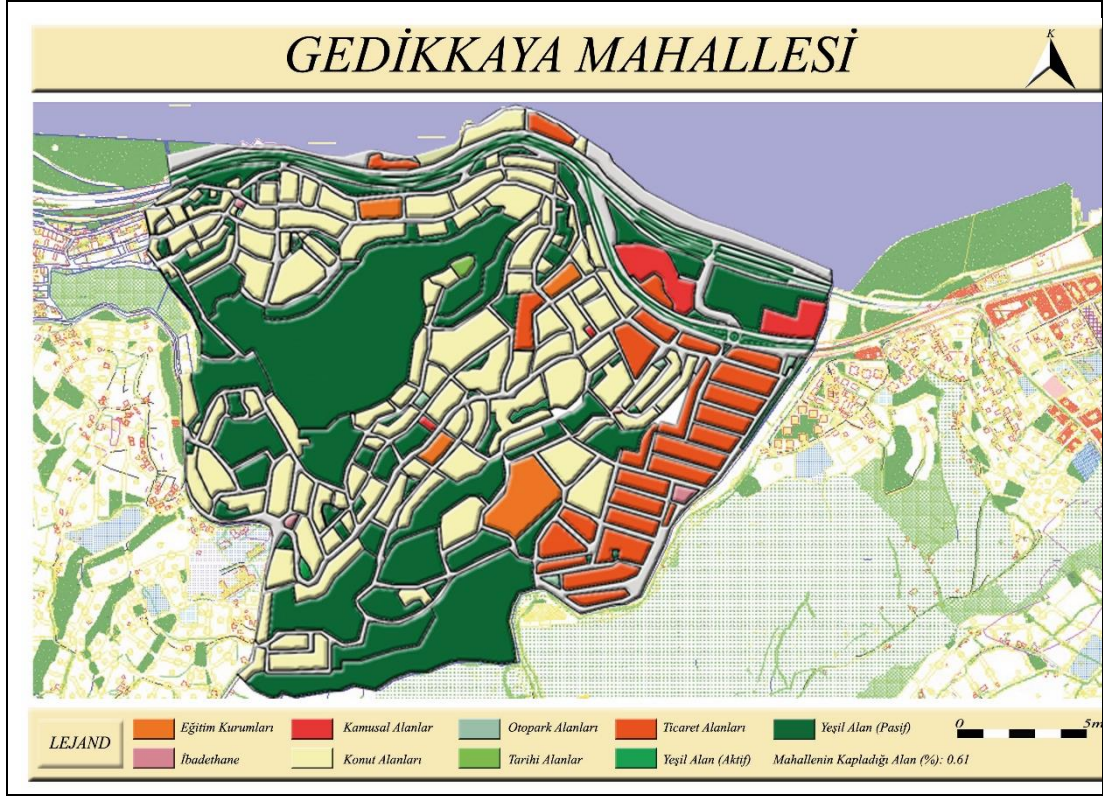 GEDİKKAYA MAHALLESİ
K
LEJAND
Eğitim Kurumları
Kamusal Alanlar
Otopark Alanları
Ticaret Alanları
Yeşil Alan (Pasif)
0
5m
İbadethane
Konut Alanları
Tarihi Alanlar
Yeşil Alan (Aktif)
Mahallenin Kapladığı Alan (%): 0.61